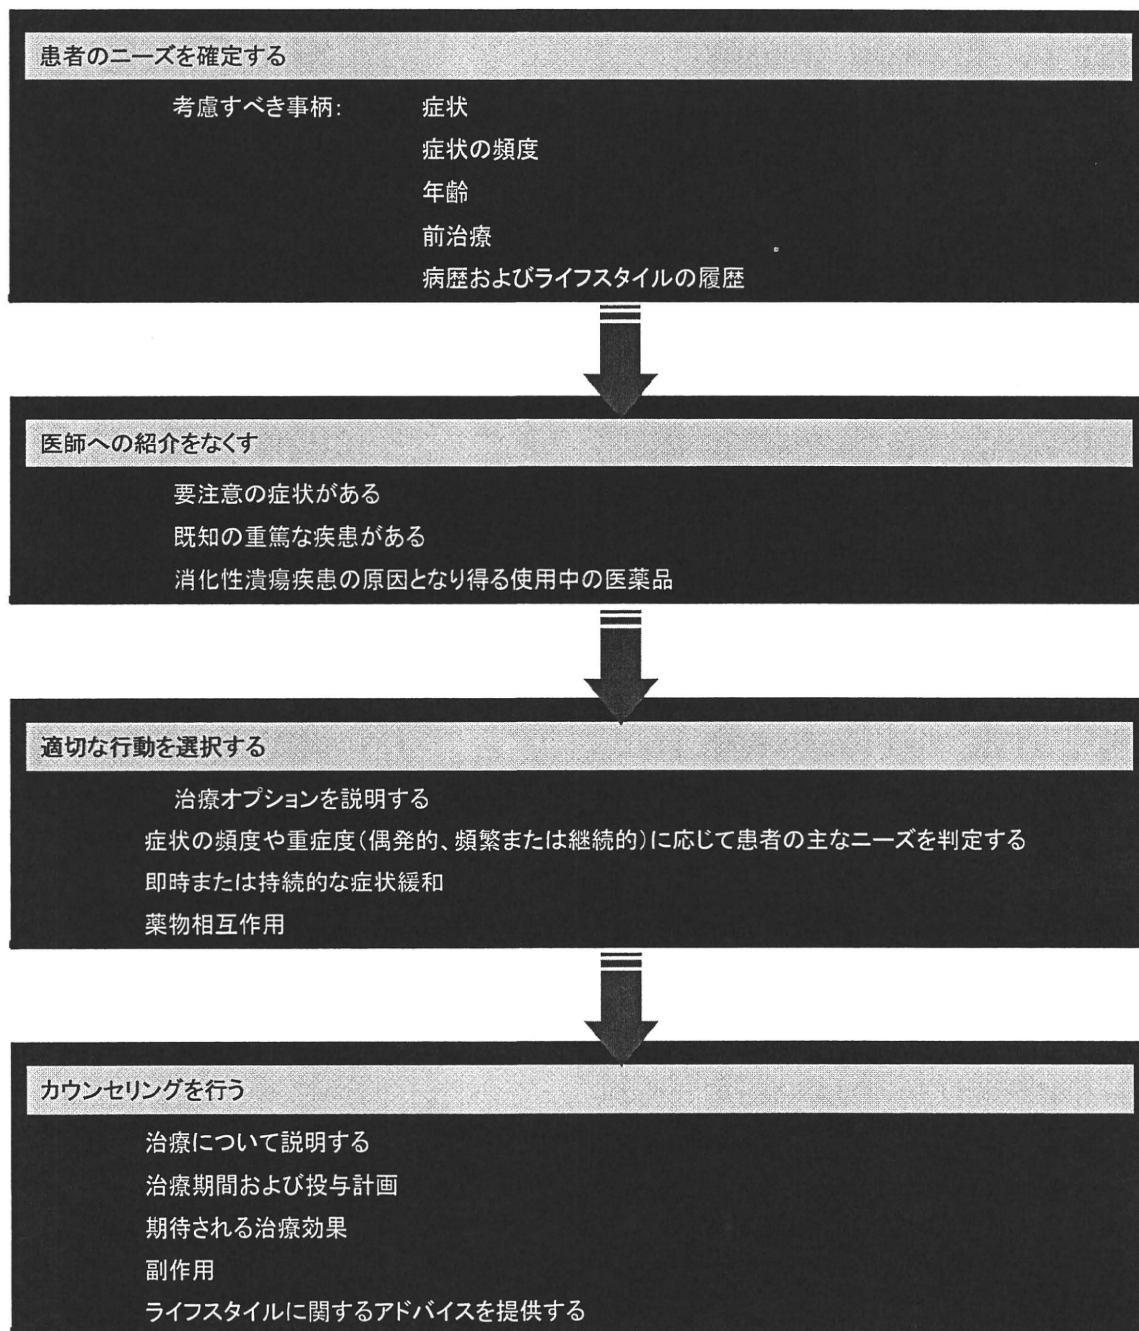 患者のニーズを確定する
考慮すべき事柄: 症状
症状の頻度
年齢
前治療
病歴およびライフスタイルの履歴
医師への紹介をなくす
要注意の症状がある
既知の重篤な疾患がある
消化性潰瘍疾患の原因となり得る使用中の医薬品
適切な行動を選択する
治療オプションを説明する
症状の頻度や重症度(偶発的、頻繁または継続的)に応じて患者の主なニーズを判定する
即時または持続的な症状緩和
薬物相互作用
カウンセリングを行う
治療について説明する
治療期間および投与計画
期待される治療効果
副作用
ライフスタイルに関するアドバイスを提供する